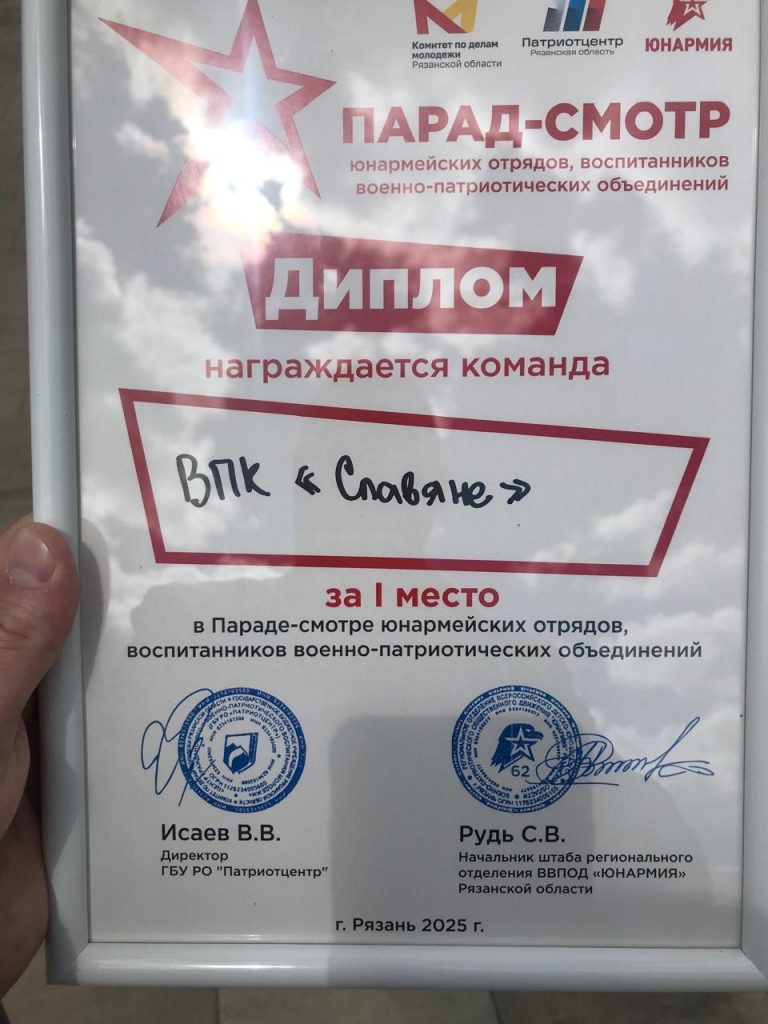 Комитет по делам
молодежи
Рязанской области
Патриотцентр
Рязанская область
ЮНАРМИЯ
ПАРАД-СМОТР
юнармейских отрядов, воспитанников
военно-патриотических объединений
Диплом
награждается команда
ВПК «Славяне»
за I место
в Параде-смотре юнармейских отрядов,
воспитанников военно-патриотических объединений
62
Исаев В.В.
Директор
ГБУ РО "Патриотцентр"
Рудь С.В.
Начальник штаба регионального
отделения ВВПОД «ЮНАРМИЯ»
Рязанской области
г. Рязань 2025 г.